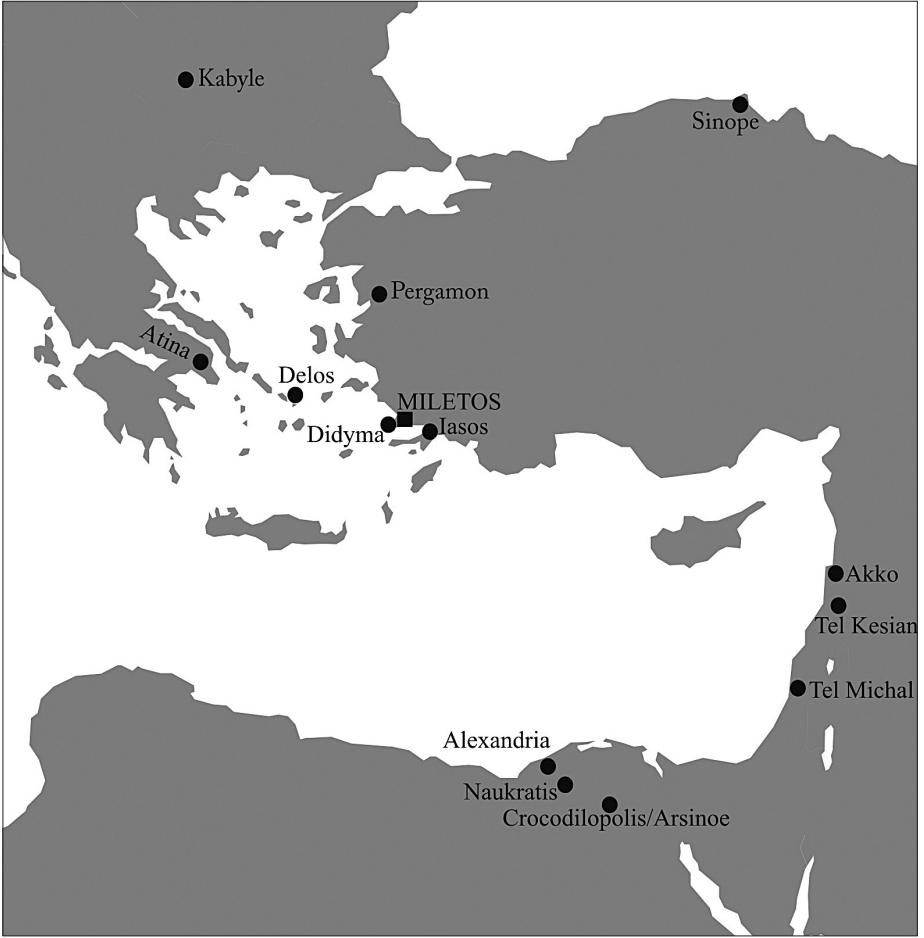 Kabyle
Sinope
Pergamon
Atina
Delos
MILETOS
Didyma
Iasos
Akko
Tel Kesian
Tel Michal
Alexandria
Naukratis
Crocodilopolis/Arsinoe